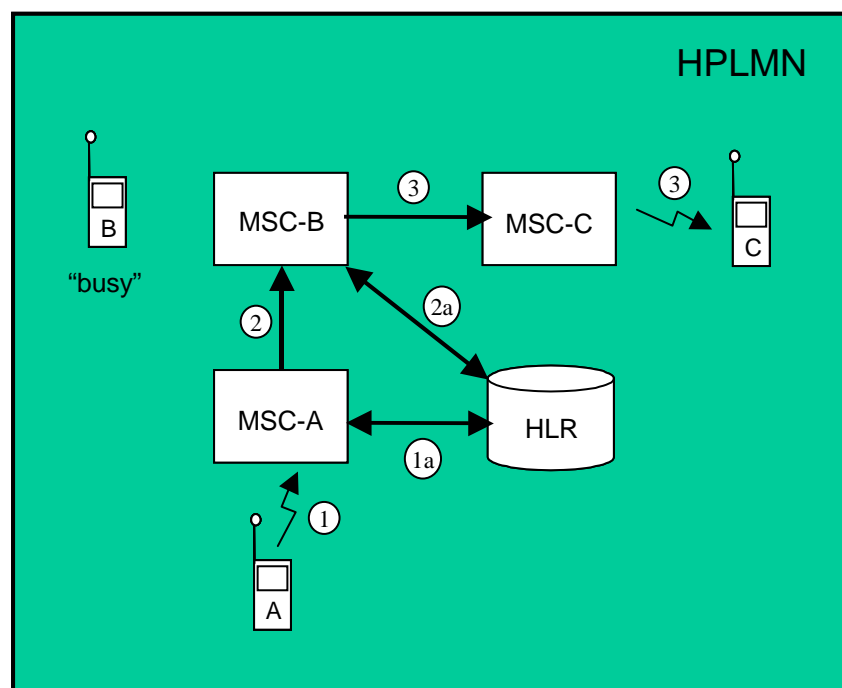 HPLMN
B
“busy”
MSC-B
3
MSC-C
3
C
2
2a
MSC-A
1a
HLR
1
A